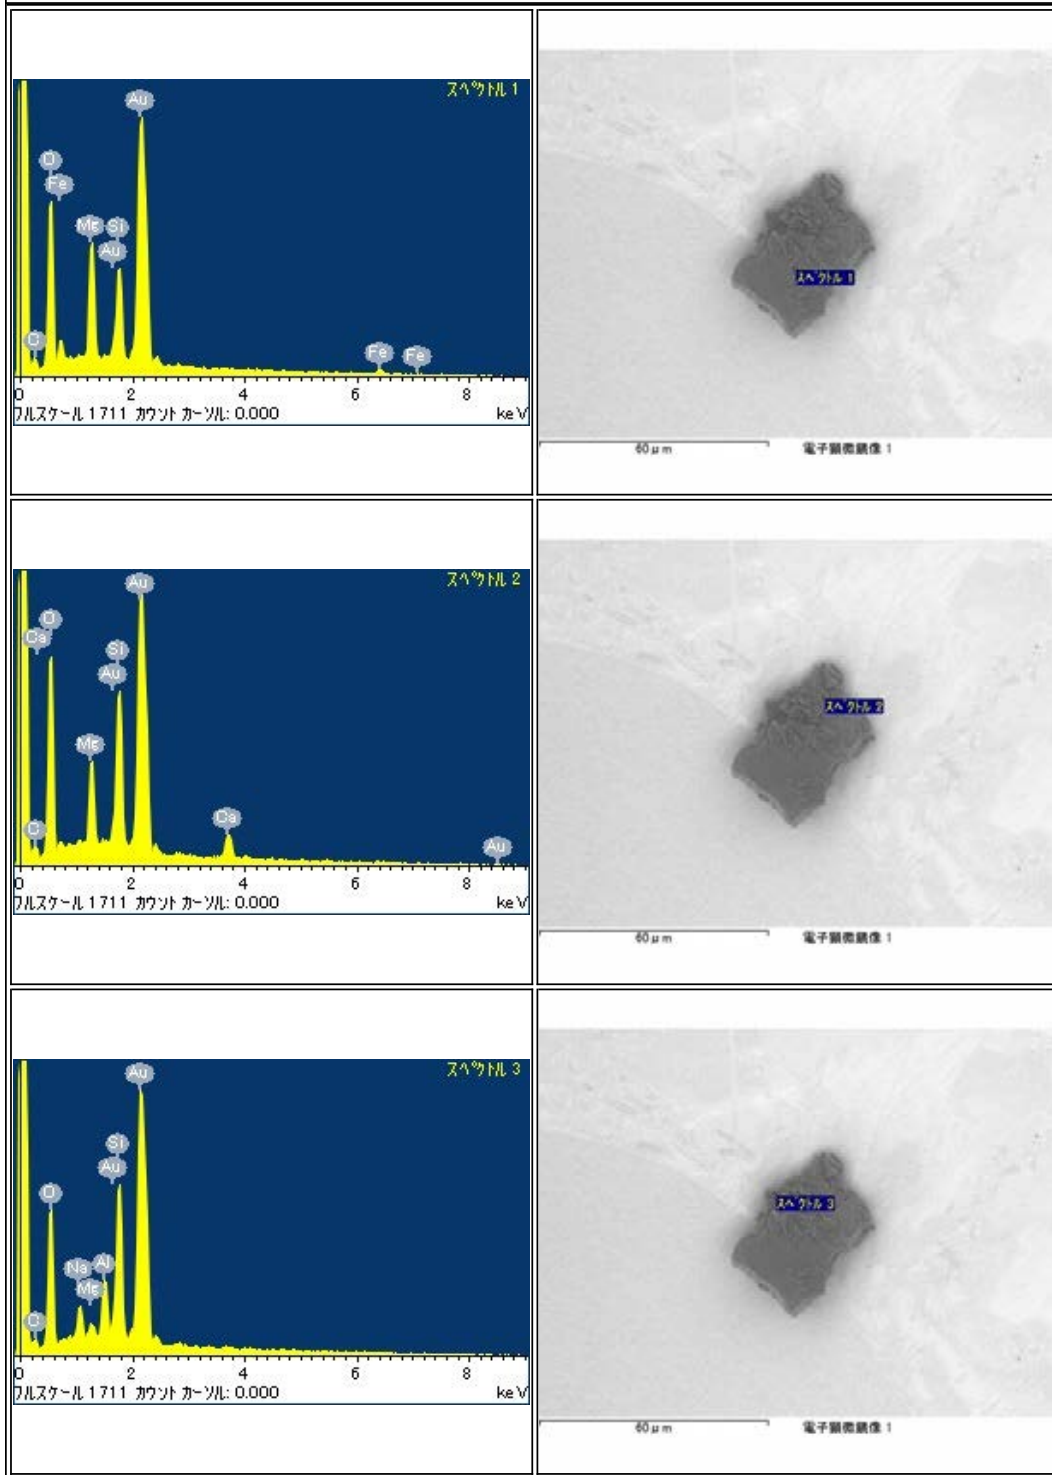 スペクトル 1
Au
O
Fe
Mg Si
Au
C
Fe Fe
0 2 4 6 8
フルスケール 1711 カウント カーソル: 0.000 keV
スペクトル 1
60μm 電子顕微鏡像 1
スペクトル 2
Au
O
Ca
Si
Au
Mg
C
Ca
Au
0 2 4 6 8
フルスケール 1711 カウント カーソル: 0.000 keV
スペクトル 2
60μm 電子顕微鏡像 1
スペクトル 3
Au
Si
Au
O
Na Al
Mg
C
0 2 4 6 8
フルスケール 1711 カウント カーソル: 0.000 keV
スペクトル 3
60μm 電子顕微鏡像 1